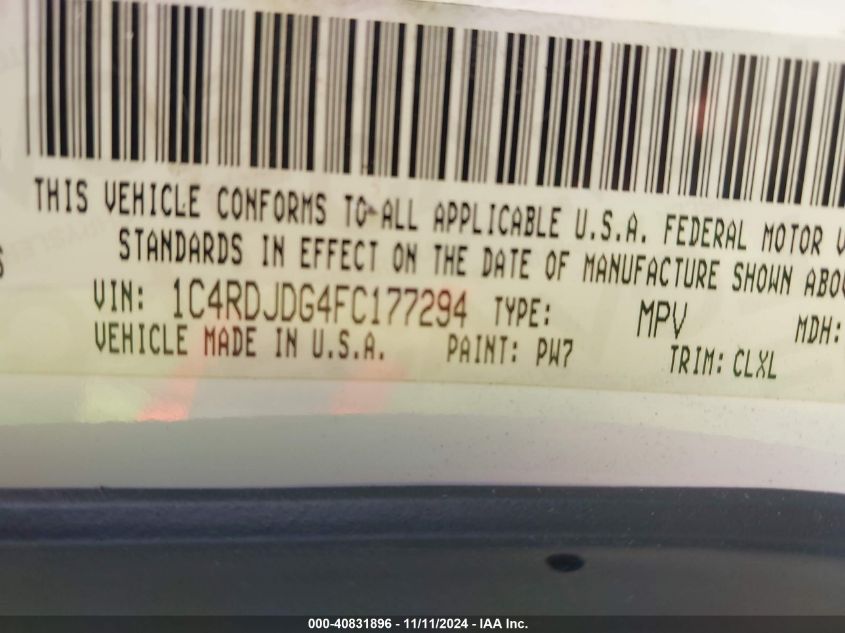 THIS VEHICLE CONFORMS TO ALL APPLICABLE U.S.A. FEDERAL MOTOR V
STANDARDS IN EFFECT ON THE DATE OF MANUFACTURE SHOWN ABOV
VIN: 1C4RDJDG4FC177294 TYPE: MPV MDH:
VEHICLE MADE IN U.S.A. PAINT: PW7 TRIM: CLXL
000-40831896 - 11/11/2024 - IAA Inc.